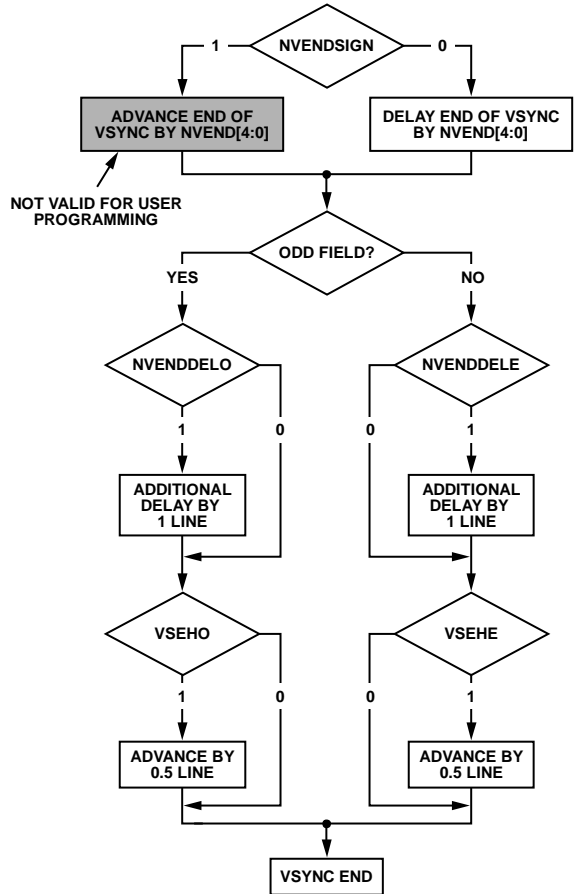 NVENDSIGN
1
0
ADVANCE END OF
VSYNC BY NVEND[4:0]
DELAY END OF VSYNC
BY NVEND[4:0]
NOT VALID FOR USER
PROGRAMMING
ODD FIELD?
YES
NO
NVENDDELO
NVENDDELE
1
0
0
1
ADDITIONAL
DELAY BY
1 LINE
ADDITIONAL
DELAY BY
1 LINE
VSEHO
VSEHE
1
0
0
1
ADVANCE BY
0.5 LINE
ADVANCE BY
0.5 LINE
VSYNC END